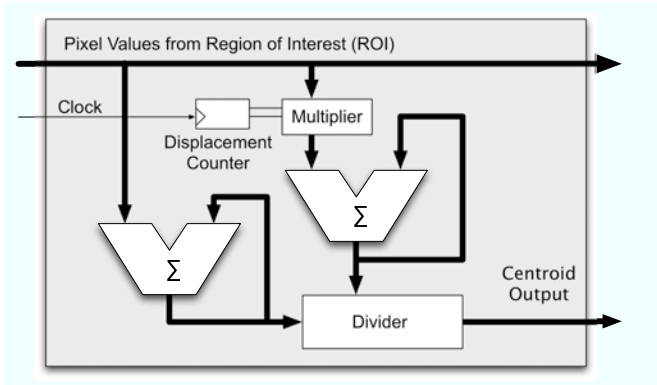 Pixel Values from Region of Interest (ROI)
Clock
Multiplier
Displacement
Counter
Σ
Σ
Centroid
Output
Divider